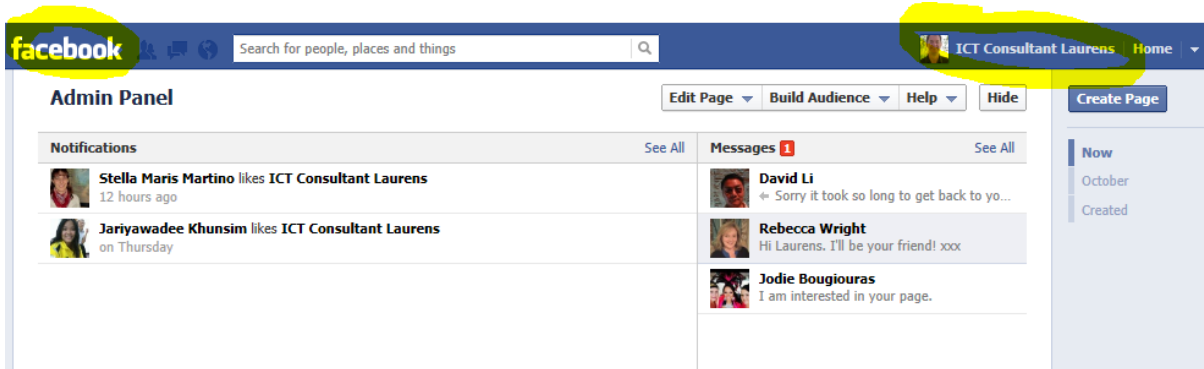 facebook
Search for people, places and things
ICT Consultant Laurens
Home
Admin Panel
Edit Page
Build Audience
Help
Hide
Create Page
Notifications
See All
Messages 1
See All
Now
October
Created
Stella Maris Martino likes ICT Consultant Laurens
12 hours ago
Jariyawadee Khunsim likes ICT Consultant Laurens
on Thursday
David Li
Sorry it took so long to get back to yo...
Rebecca Wright
Hi Laurens. I'll be your friend! xxx
Jodie Bougiouras
I am interested in your page.